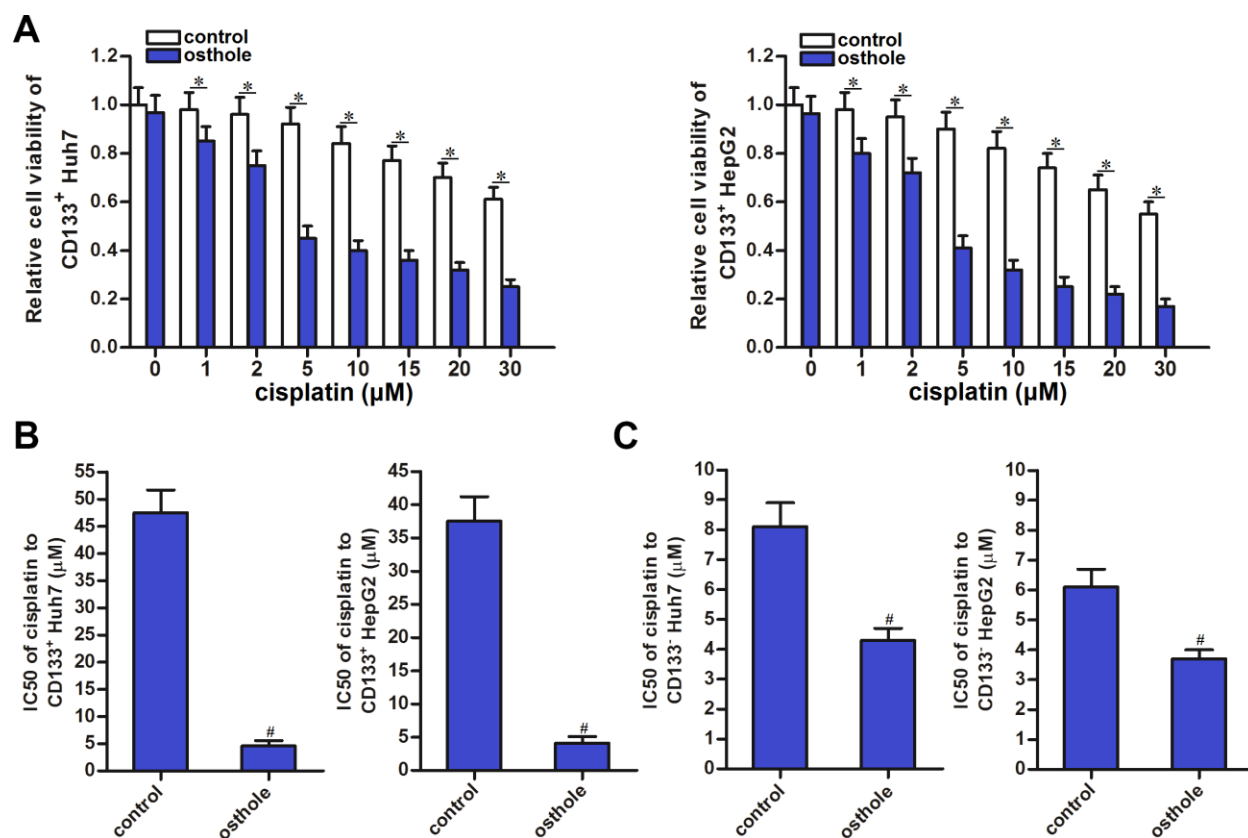 A
control
osthole
Relative cell viability of
CD133⁺ Huh7
1.2
1.0
0.8
0.6
0.4
0.2
0.0
* * * * * * *
0 1 2 5 10 15 20 30
cisplatin (μM)
control
osthole
Relative cell viability of
CD133⁺ HepG2
1.2
1.0
0.8
0.6
0.4
0.2
0.0
* * * * * * *
0 1 2 5 10 15 20 30
cisplatin (μM)
B
IC50 of cisplatin to
CD133⁺ Huh7 (μM)
55
50
45
40
35
30
25
20
15
10
5
0
#
control osthole
IC50 of cisplatin to
CD133⁺ HepG2 (μM)
45
40
35
30
25
20
15
10
5
0
#
control osthole
C
IC50 of cisplatin to
CD133⁻ Huh7 (μM)
10
9
8
7
6
5
4
3
2
1
0
#
control osthole
IC50 of cisplatin to
CD133⁻ HepG2 (μM)
10
9
8
7
6
5
4
3
2
1
0
#
control osthole